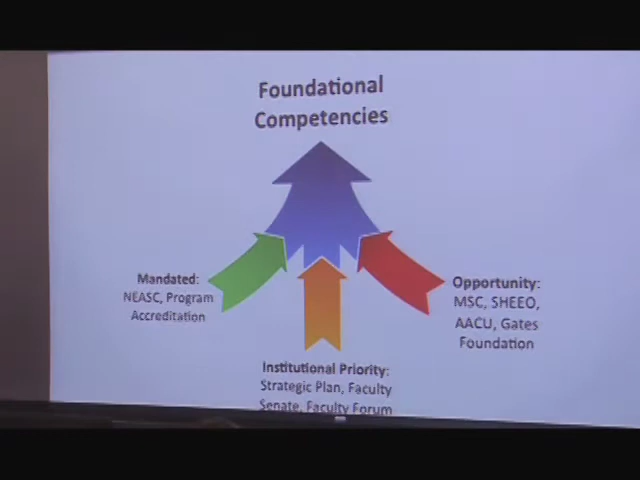 Foundational
Competencies
Mandated:
NEASC, Program
Accreditation
Opportunity:
MSC, SHEEO,
AACU, Gates
Foundation
Institutional Priority:
Strategic Plan, Faculty
Senate, Faculty Forum